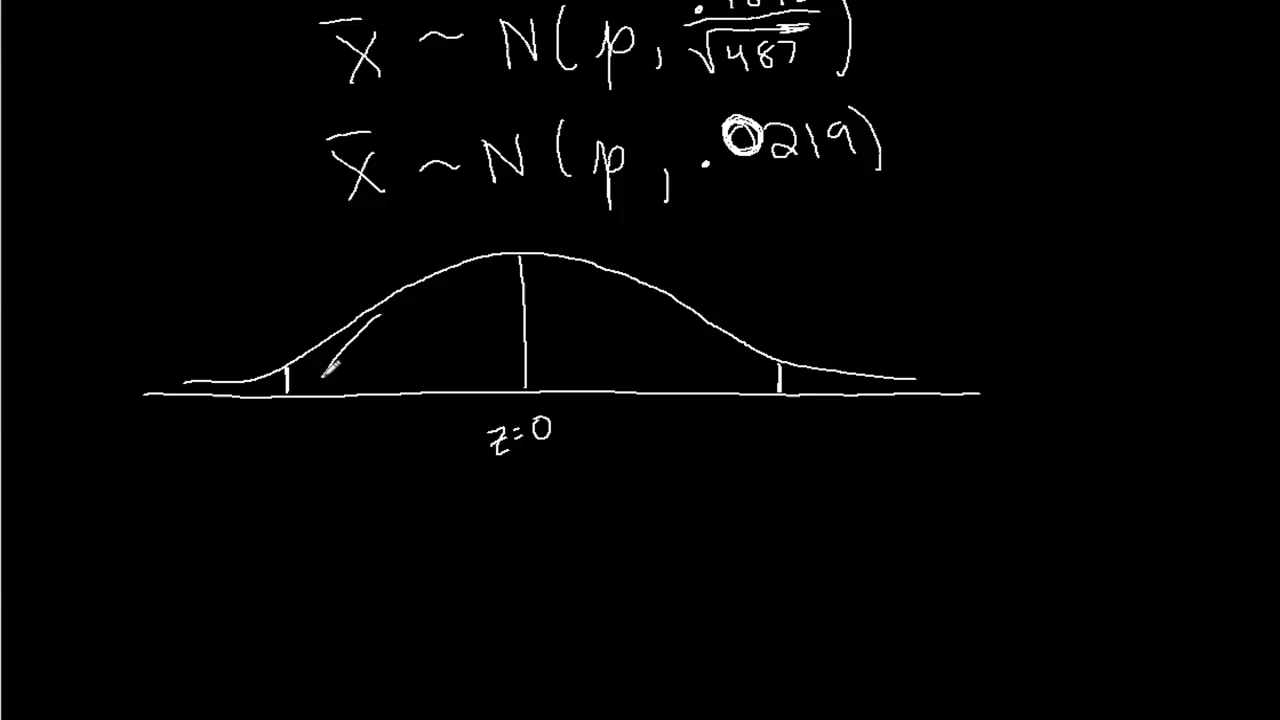 x̄ ~ N(p, /√487)
x̄ ~ N(p, .0219)
z=0